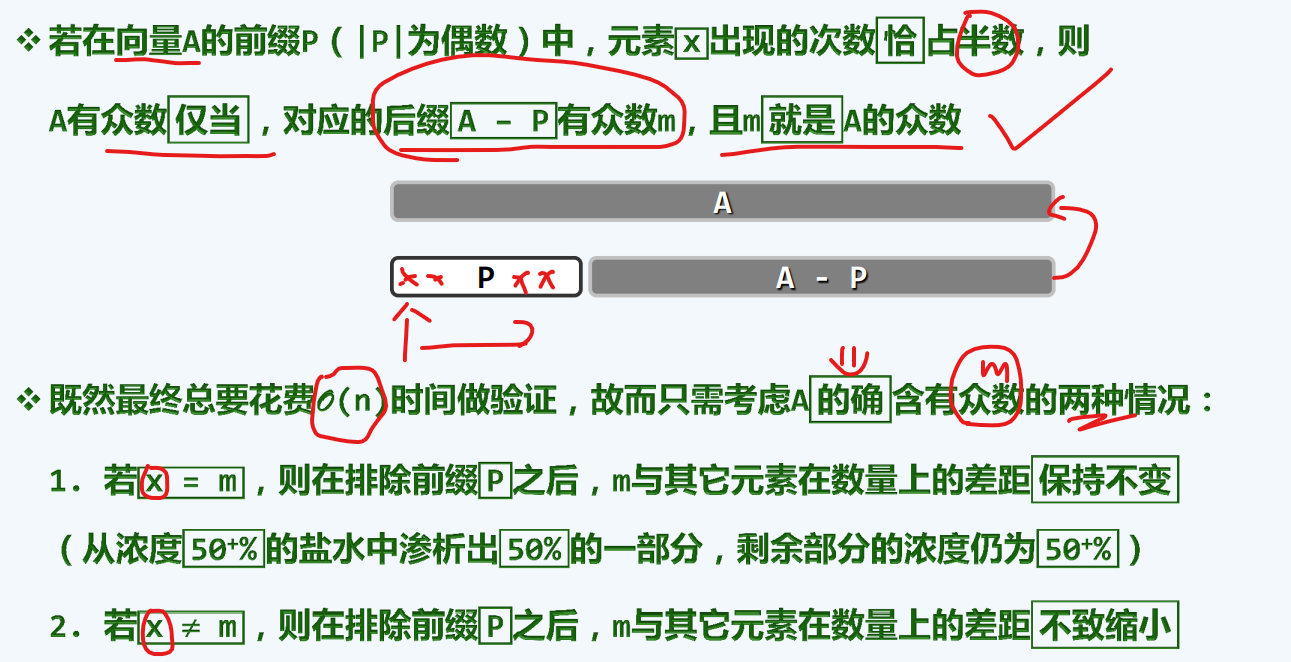 ❖ 若在向量A的前缀P（|P|为偶数）中，元素x出现的次数恰占半数，则
A有众数仅当，对应的后缀A - P有众数m，且m就是A的众数
A
x x P x x A - P
m
❖ 既然最终总要花费𝒪(n)时间做验证，故而只需考虑A的确含有众数的两种情况：
1. 若x = m，则在排除前缀P之后，m与其它元素在数量上的差距保持不变
（从浓度50⁺%的盐水中渗析出50%的一部分，剩余部分的浓度仍为50⁺%）
2. 若x ≠ m，则在排除前缀P之后，m与其它元素在数量上的差距不致缩小